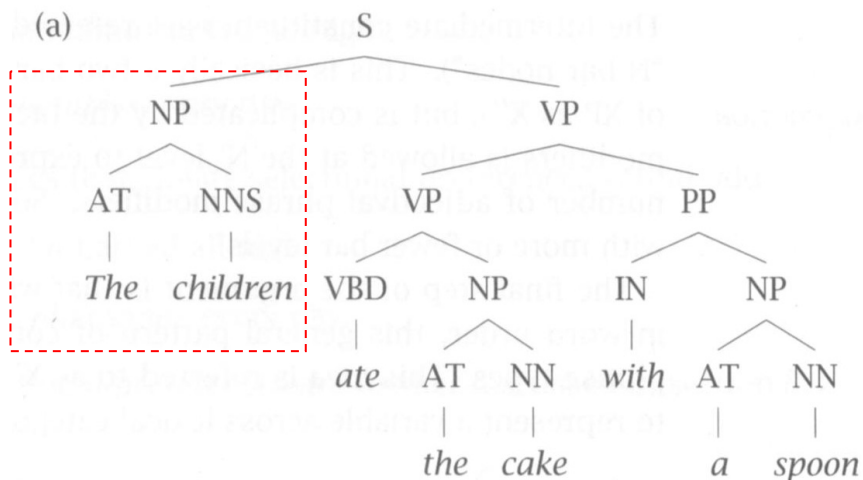 (a) S
NP VP
AT NNS VP PP
The children VBD NP IN NP
ate AT NN with AT NN
the cake a spoon